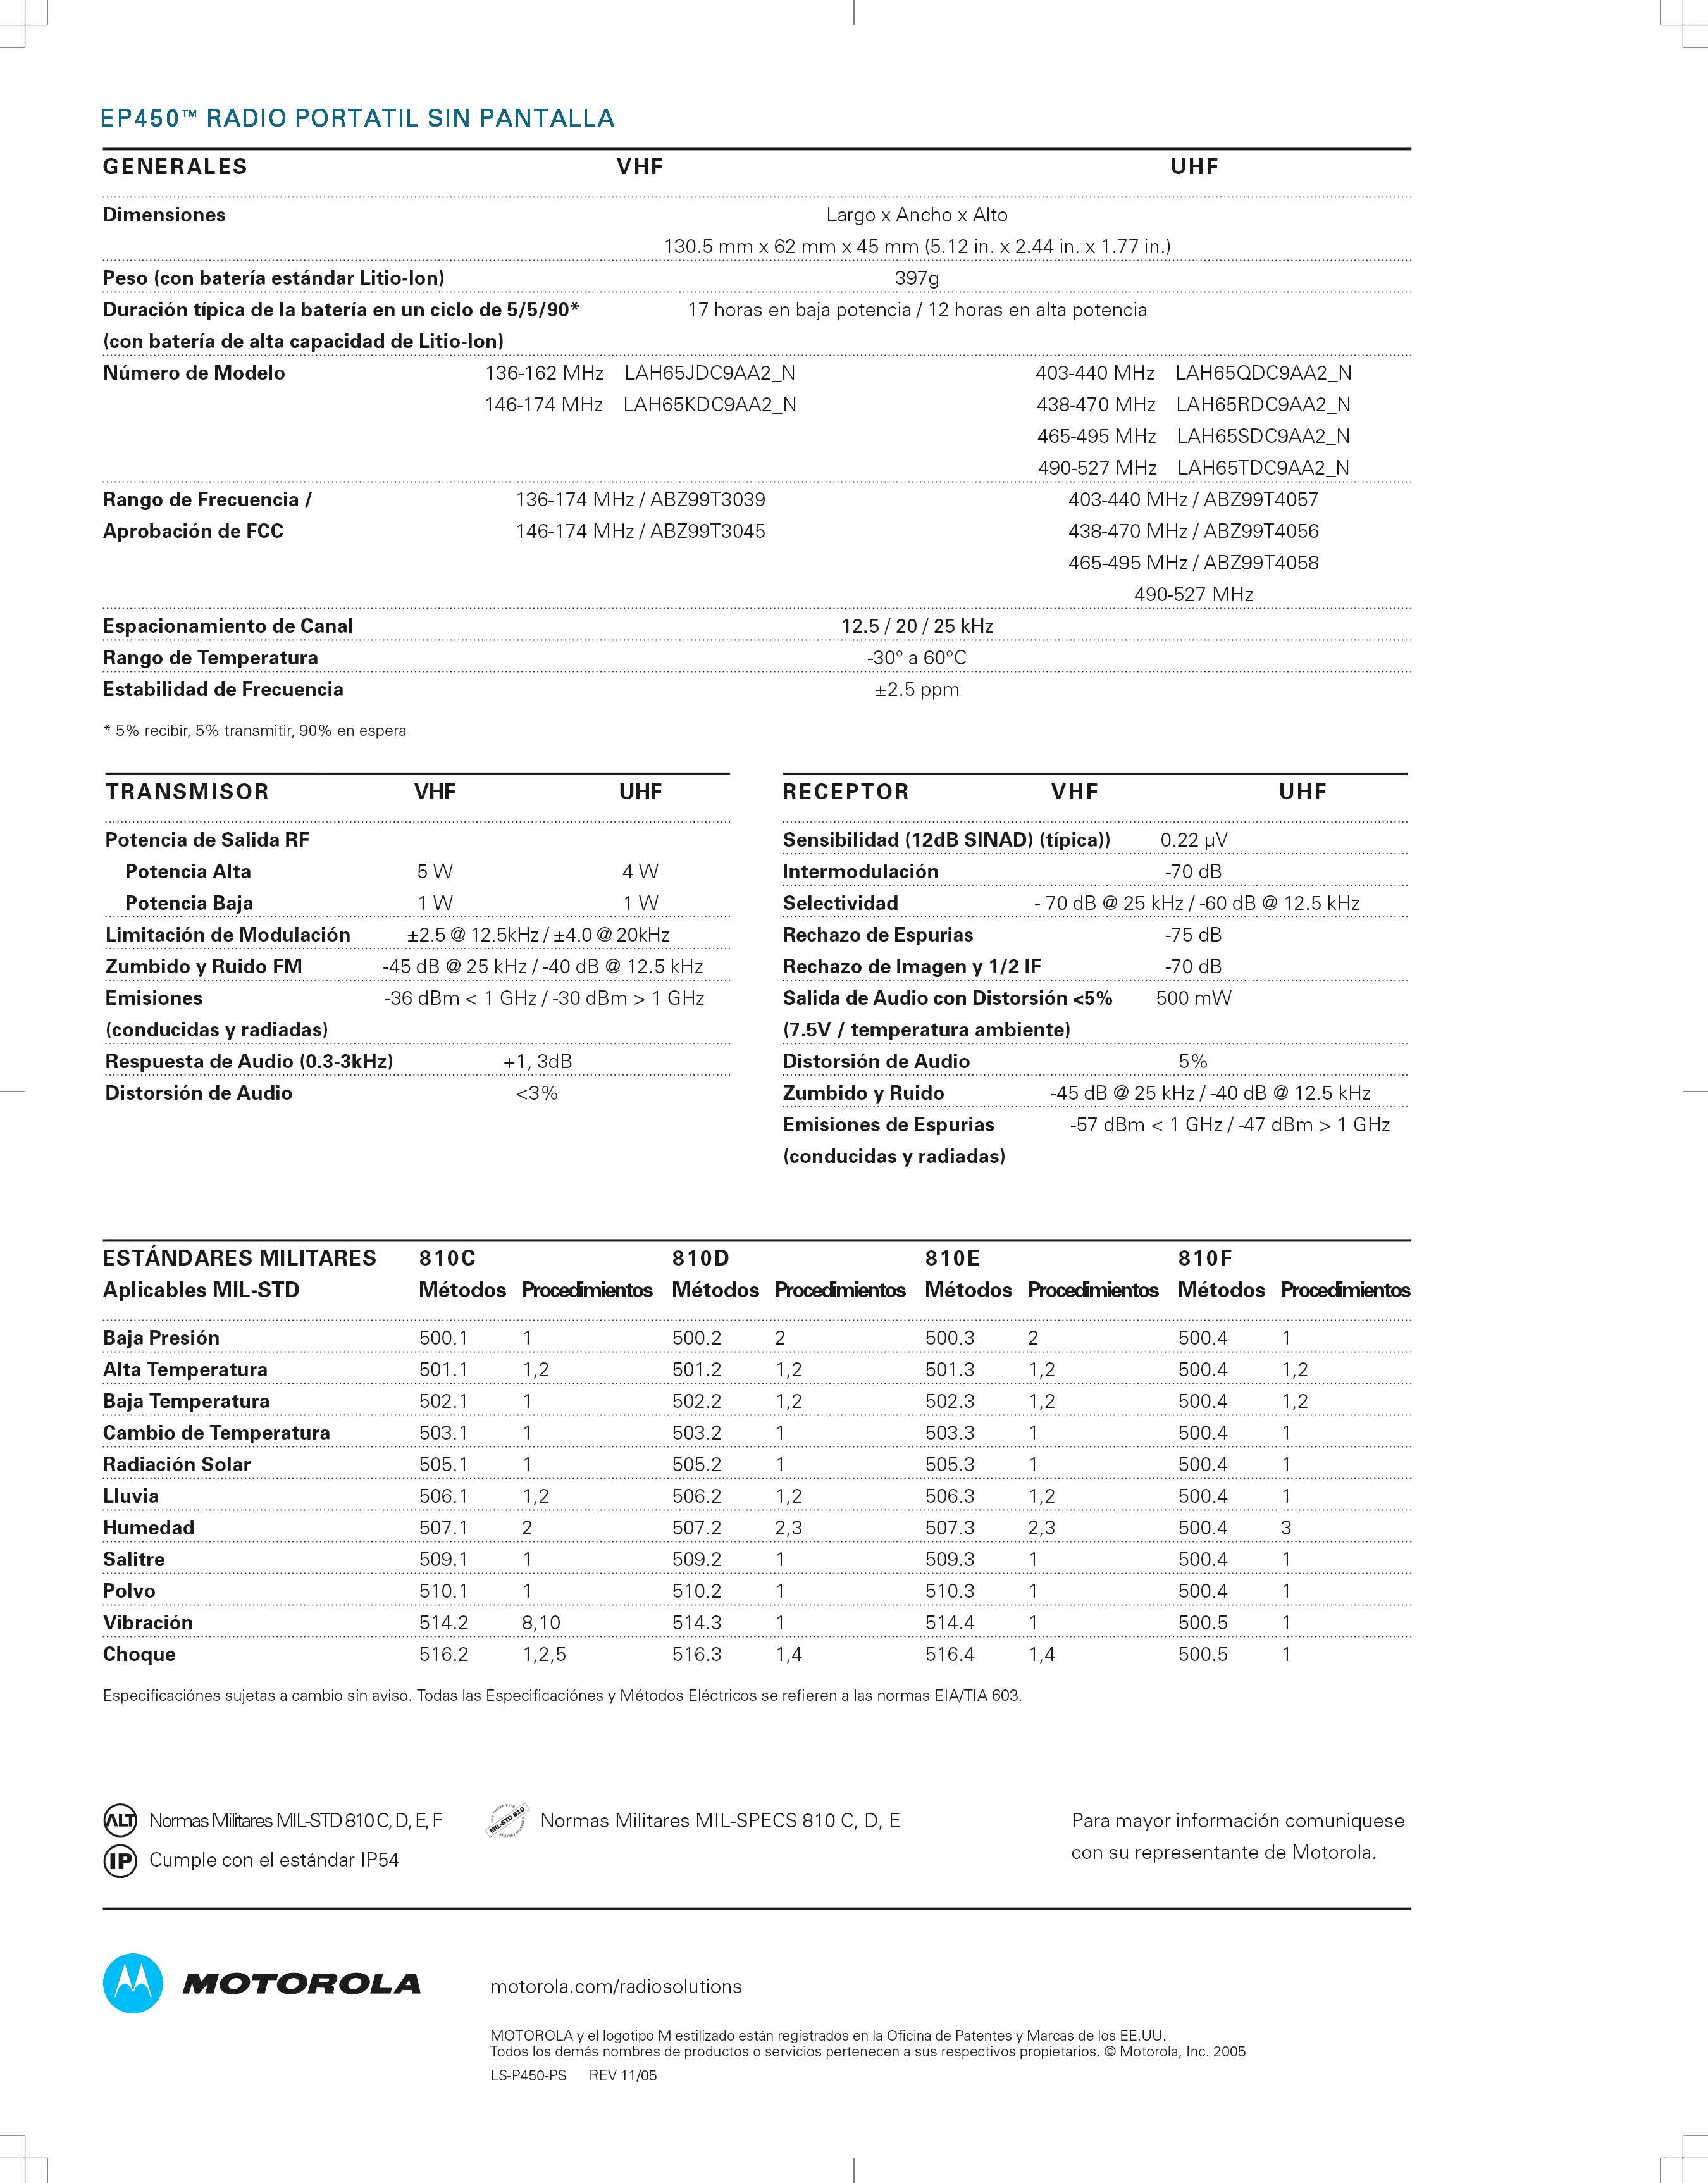 EP450™ RADIO PORTATIL SIN PANTALLA
GENERALES VHF UHF
Dimensiones Largo x Ancho x Alto
130.5 mm x 62 mm x 45 mm (5.12 in. x 2.44 in. x 1.77 in.)
Peso (con batería estándar Litio-Ion) 397g
Duración típica de la batería en un ciclo de 5/5/90* 17 horas en baja potencia / 12 horas en alta potencia
(con batería de alta capacidad de Litio-Ion)
Número de Modelo 136-162 MHz LAH65JDC9AA2_N 403-440 MHz LAH65QDC9AA2_N
146-174 MHz LAH65KDC9AA2_N 438-470 MHz LAH65RDC9AA2_N
465-495 MHz LAH65SDC9AA2_N
490-527 MHz LAH65TDC9AA2_N
Rango de Frecuencia / 136-174 MHz / ABZ99T3039 403-440 MHz / ABZ99T4057
Aprobación de FCC 146-174 MHz / ABZ99T3045 438-470 MHz / ABZ99T4056
465-495 MHz / ABZ99T4058
490-527 MHz
Espacionamiento de Canal 12.5 / 20 / 25 kHz
Rango de Temperatura -30° a 60°C
Estabilidad de Frecuencia ±2.5 ppm
* 5% recibir, 5% transmitir, 90% en espera
TRANSMISOR VHF UHF
Potencia de Salida RF
Potencia Alta 5 W 4 W
Potencia Baja 1 W 1 W
Limitación de Modulación ±2.5 @ 12.5kHz / ±4.0 @ 20kHz
Zumbido y Ruido FM -45 dB @ 25 kHz / -40 dB @ 12.5 kHz
Emisiones -36 dBm < 1 GHz / -30 dBm > 1 GHz
(conducidas y radiadas)
Respuesta de Audio (0.3-3kHz) +1, 3dB
Distorsión de Audio <3%
RECEPTOR VHF UHF
Sensibilidad (12dB SINAD) (típica)) 0.22 µV
Intermodulación -70 dB
Selectividad - 70 dB @ 25 kHz / -60 dB @ 12.5 kHz
Rechazo de Espurias -75 dB
Rechazo de Imagen y 1/2 IF -70 dB
Salida de Audio con Distorsión <5% 500 mW
(7.5V / temperatura ambiente)
Distorsión de Audio 5%
Zumbido y Ruido -45 dB @ 25 kHz / -40 dB @ 12.5 kHz
Emisiones de Espurias -57 dBm < 1 GHz / -47 dBm > 1 GHz
(conducidas y radiadas)
ESTÁNDARES MILITARES 810C 810D 810E 810F
Aplicables MIL-STD Métodos Procedimientos Métodos Procedimientos Métodos Procedimientos Métodos Procedimientos
Baja Presión 500.1 1 500.2 2 500.3 2 500.4 1
Alta Temperatura 501.1 1,2 501.2 1,2 501.3 1,2 500.4 1,2
Baja Temperatura 502.1 1 502.2 1,2 502.3 1,2 500.4 1,2
Cambio de Temperatura 503.1 1 503.2 1 503.3 1 500.4 1
Radiación Solar 505.1 1 505.2 1 505.3 1 500.4 1
Lluvia 506.1 1,2 506.2 1,2 506.3 1,2 500.4 1
Humedad 507.1 2 507.2 2,3 507.3 2,3 500.4 3
Salitre 509.1 1 509.2 1 509.3 1 500.4 1
Polvo 510.1 1 510.2 1 510.3 1 500.4 1
Vibración 514.2 8,10 514.3 1 514.4 1 500.5 1
Choque 516.2 1,2,5 516.3 1,4 516.4 1,4 500.5 1
Especificaciónes sujetas a cambio sin aviso. Todas las Especificaciónes y Métodos Eléctricos se refieren a las normas EIA/TIA 603.
ALT Normas Militares MIL-STD 810 C, D, E, F
IP Cumple con el estándar IP54
MIL-STD 810 Normas Militares MIL-SPECS 810 C, D, E
Para mayor información comuniquese
con su representante de Motorola.
MOTOROLA
motorola.com/radiosolutions
MOTOROLA y el logotipo M estilizado están registrados en la Oficina de Patentes y Marcas de los EE.UU.
Todos los demás nombres de productos o servicios pertenecen a sus respectivos propietarios. © Motorola, Inc. 2005
LS-P450-PS REV 11/05